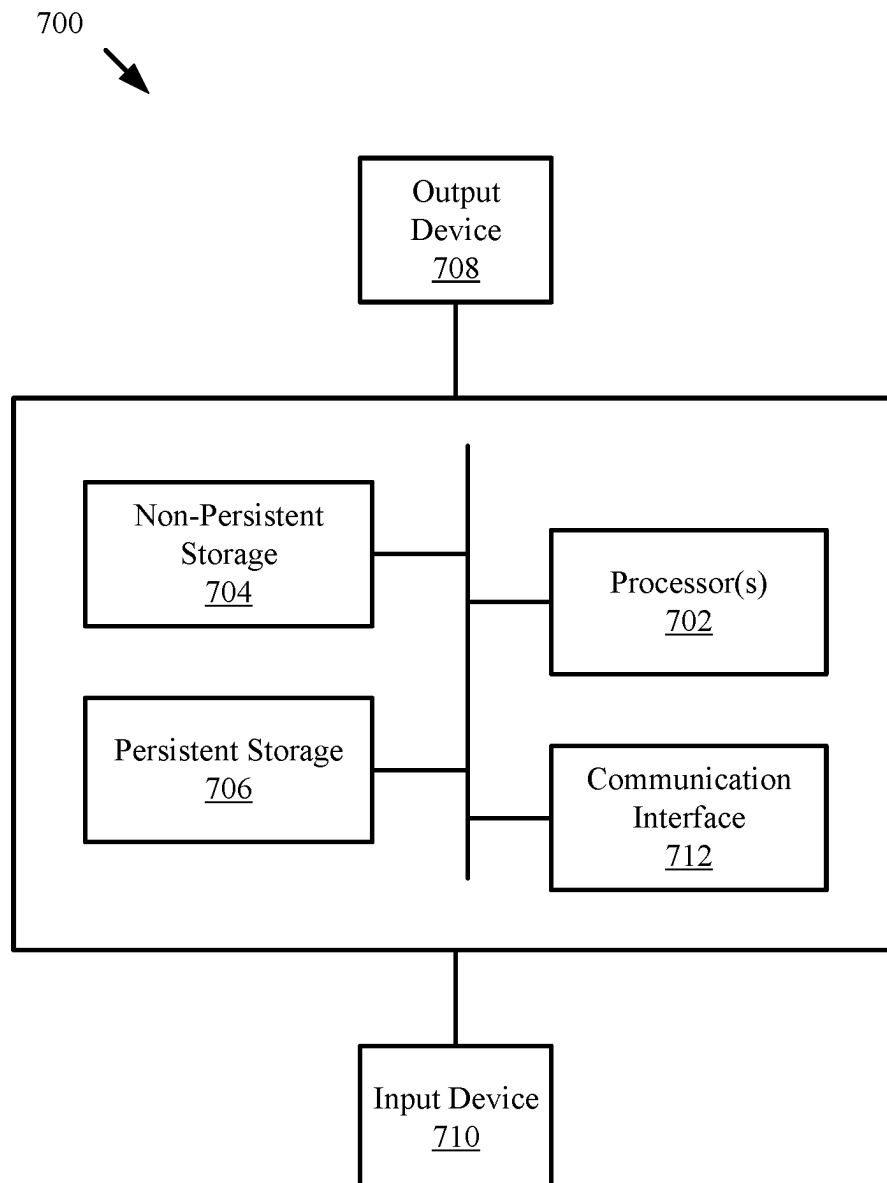 700
Output
Device
708
Non-Persistent
Storage
704
Processor(s)
702
Persistent Storage
706
Communication
Interface
712
Input Device
710